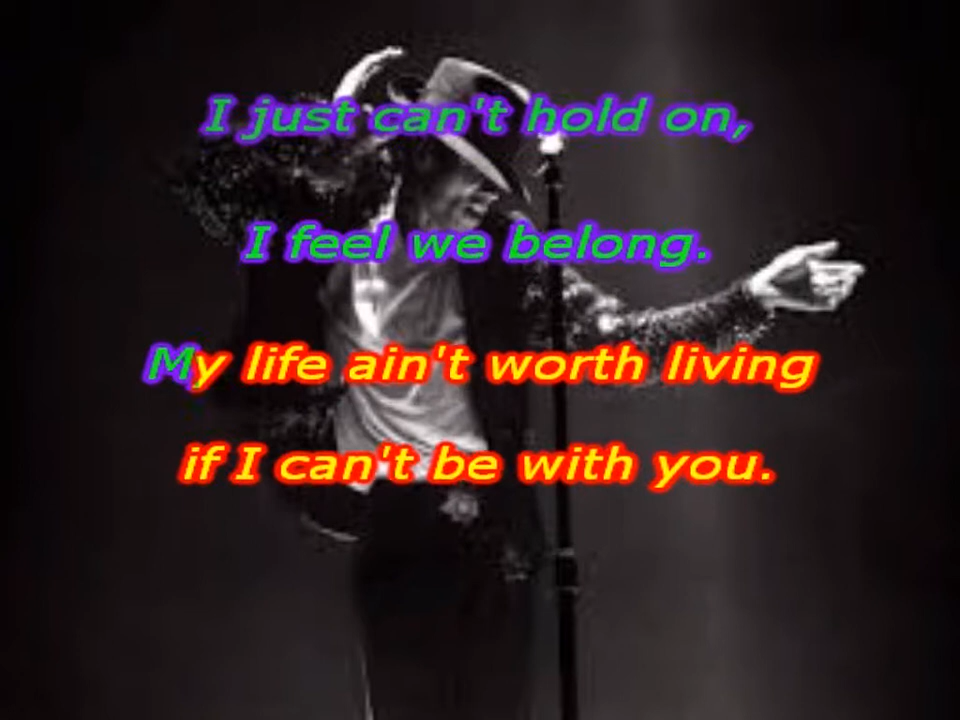 I just can't hold on,
I feel we belong.
My life ain't worth living
if I can't be with you.